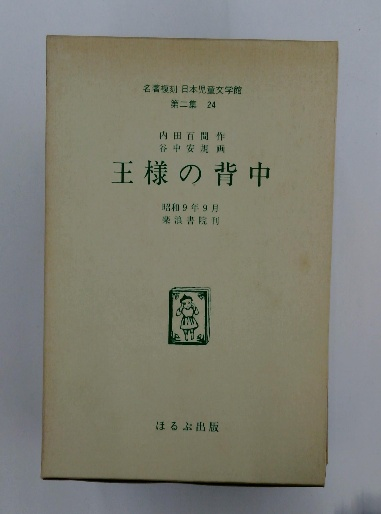 名著複刻 日本児童文学館
第二集 24
内田百閒 作
谷中安規 画
王様の背中
昭和9年9月
樂浪書院刊
ほるぷ出版